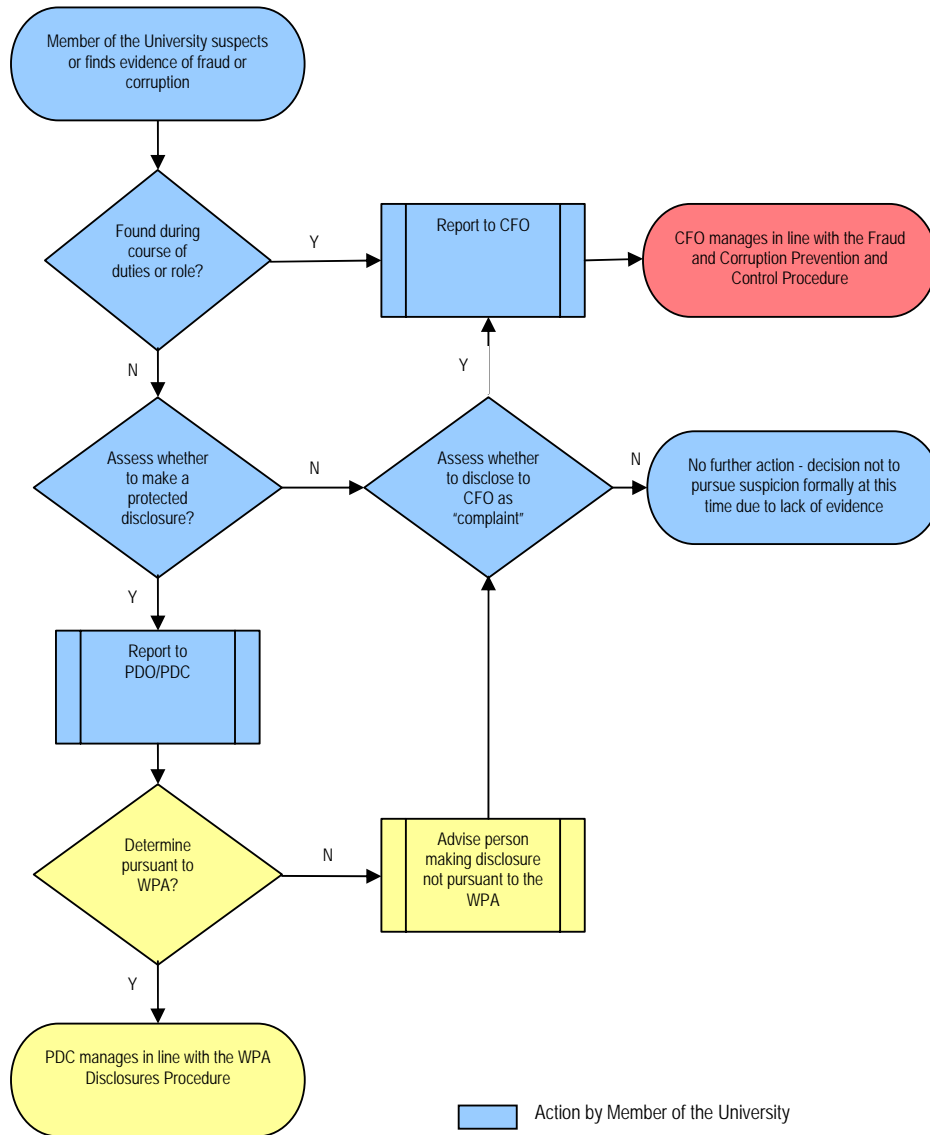 Member of the University suspects
or finds evidence of fraud or
corruption
Found during
course of
duties or role?
Y
Report to CFO
CFO manages in line with the Fraud
and Corruption Prevention and
Control Procedure
N
Y
Assess whether
to make a
protected
disclosure?
N
Assess whether
to disclose to
CFO as
“complaint”
N
No further action - decision not to
pursue suspicion formally at this
time due to lack of evidence
Y
Report to
PDO/PDC
Determine
pursuant to
WPA?
N
Advise person
making disclosure
not pursuant to the
WPA
Y
PDC manages in line with the WPA
Disclosures Procedure
Action by Member of the University